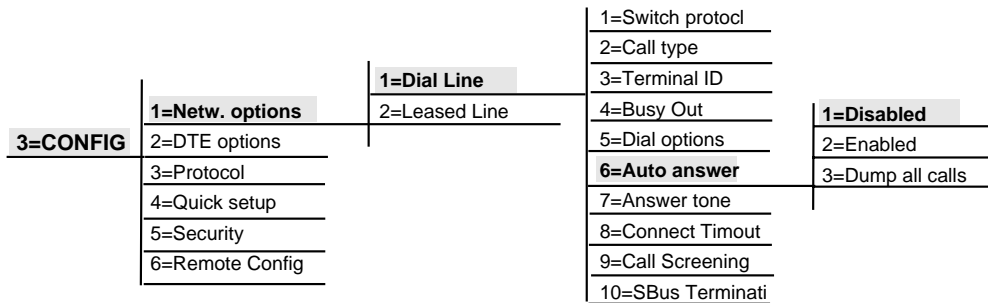 3=CONFIG
1=Netw. options
2=DTE options
3=Protocol
4=Quick setup
5=Security
6=Remote Config
1=Dial Line
2=Leased Line
1=Switch protocl
2=Call type
3=Terminal ID
4=Busy Out
5=Dial options
6=Auto answer
7=Answer tone
8=Connect Timout
9=Call Screening
10=SBus Terminati
1=Disabled
2=Enabled
3=Dump all calls